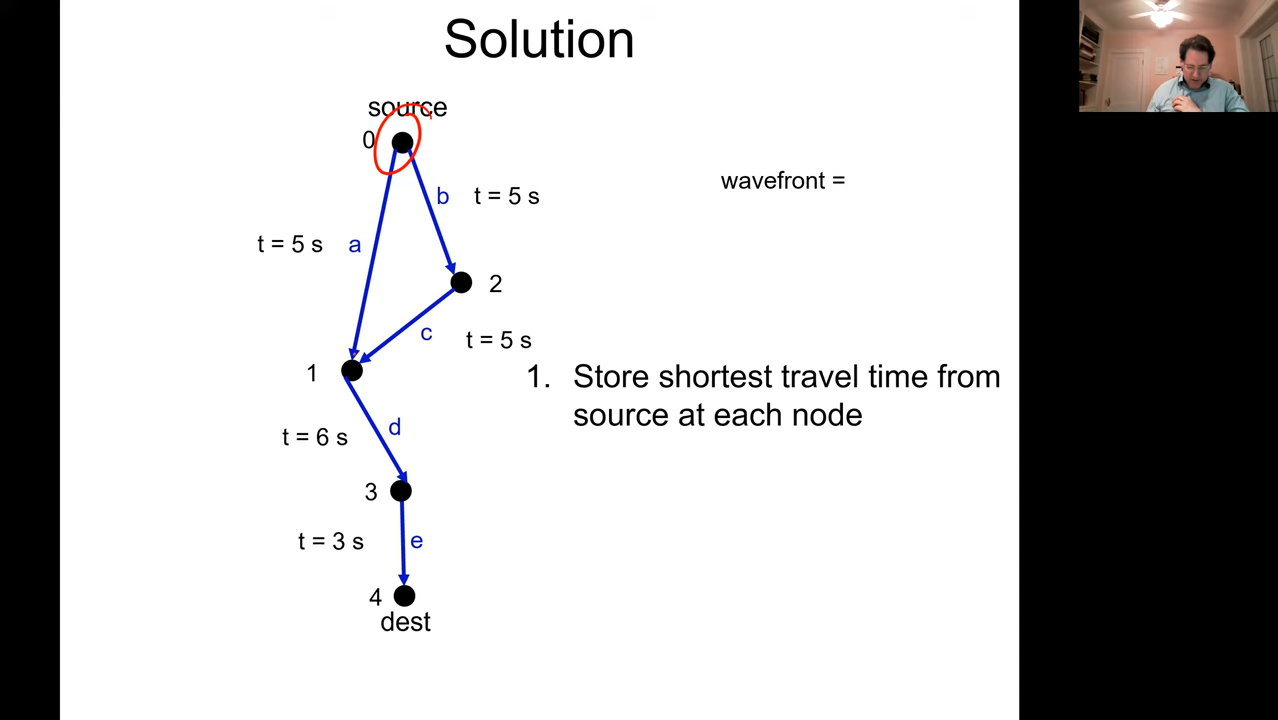 Solution
source
0
b t = 5 s
wavefront =
t = 5 s a
2
c t = 5 s
1
1. Store shortest travel time from
source at each node
d
t = 6 s
3
t = 3 s e
4
dest